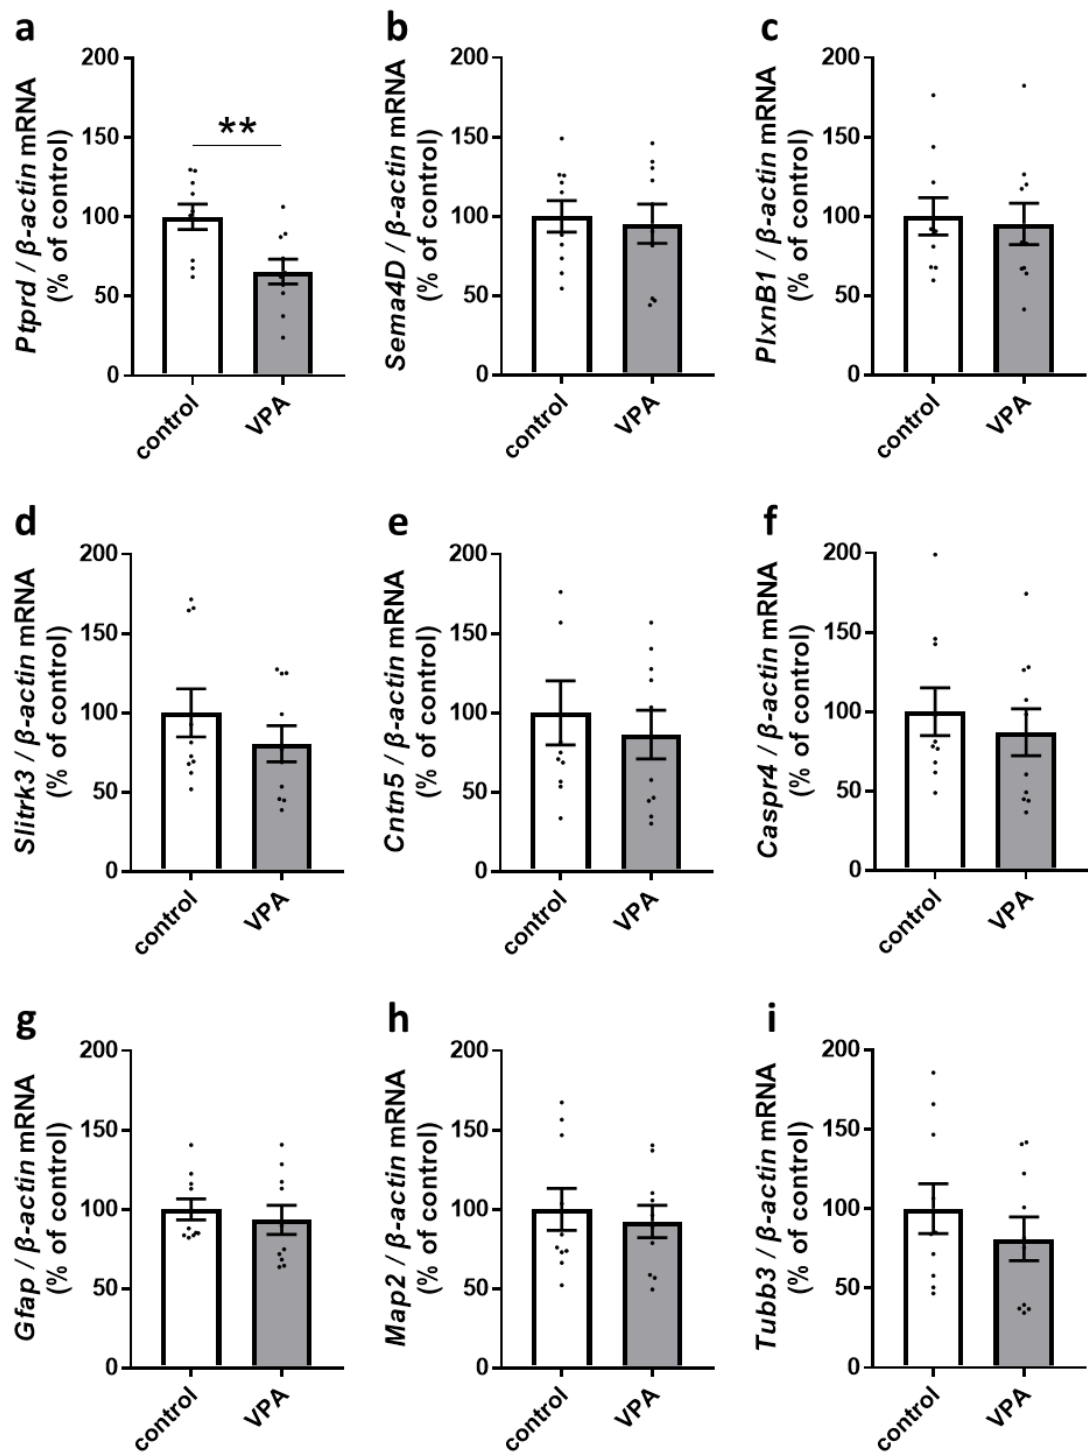 a
Ptprd / β-actin mRNA
(% of control)
200
150
100
50
0
**
control
VPA
b
Sema4D / β-actin mRNA
(% of control)
200
150
100
50
0
control
VPA
c
PlxnB1 / β-actin mRNA
(% of control)
200
150
100
50
0
control
VPA
d
Slitrk3 / β-actin mRNA
(% of control)
200
150
100
50
0
control
VPA
e
Cntn5 / β-actin mRNA
(% of control)
200
150
100
50
0
control
VPA
f
Caspr4 / β-actin mRNA
(% of control)
200
150
100
50
0
control
VPA
g
Gfap / β-actin mRNA
(% of control)
200
150
100
50
0
control
VPA
h
Map2 / β-actin mRNA
(% of control)
200
150
100
50
0
control
VPA
i
Tubb3 / β-actin mRNA
(% of control)
200
150
100
50
0
control
VPA